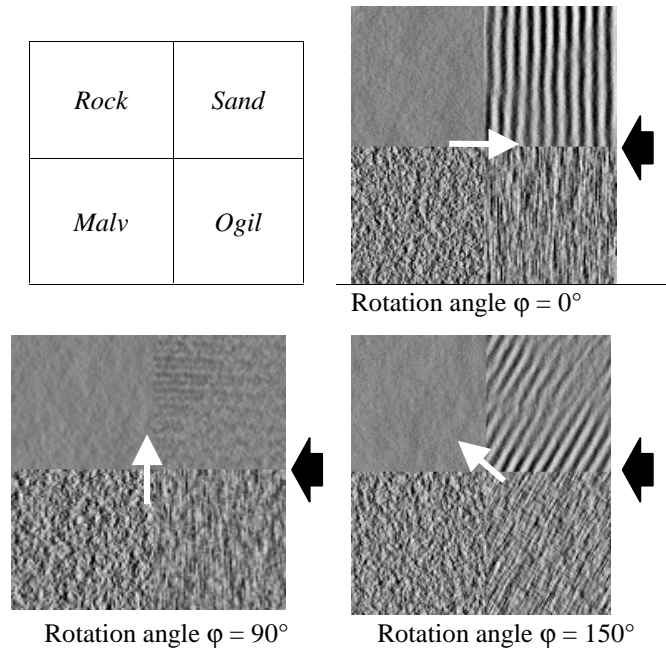 Rock Sand
Malv Ogil
Rotation angle φ = 0°
Rotation angle φ = 90° Rotation angle φ = 150°